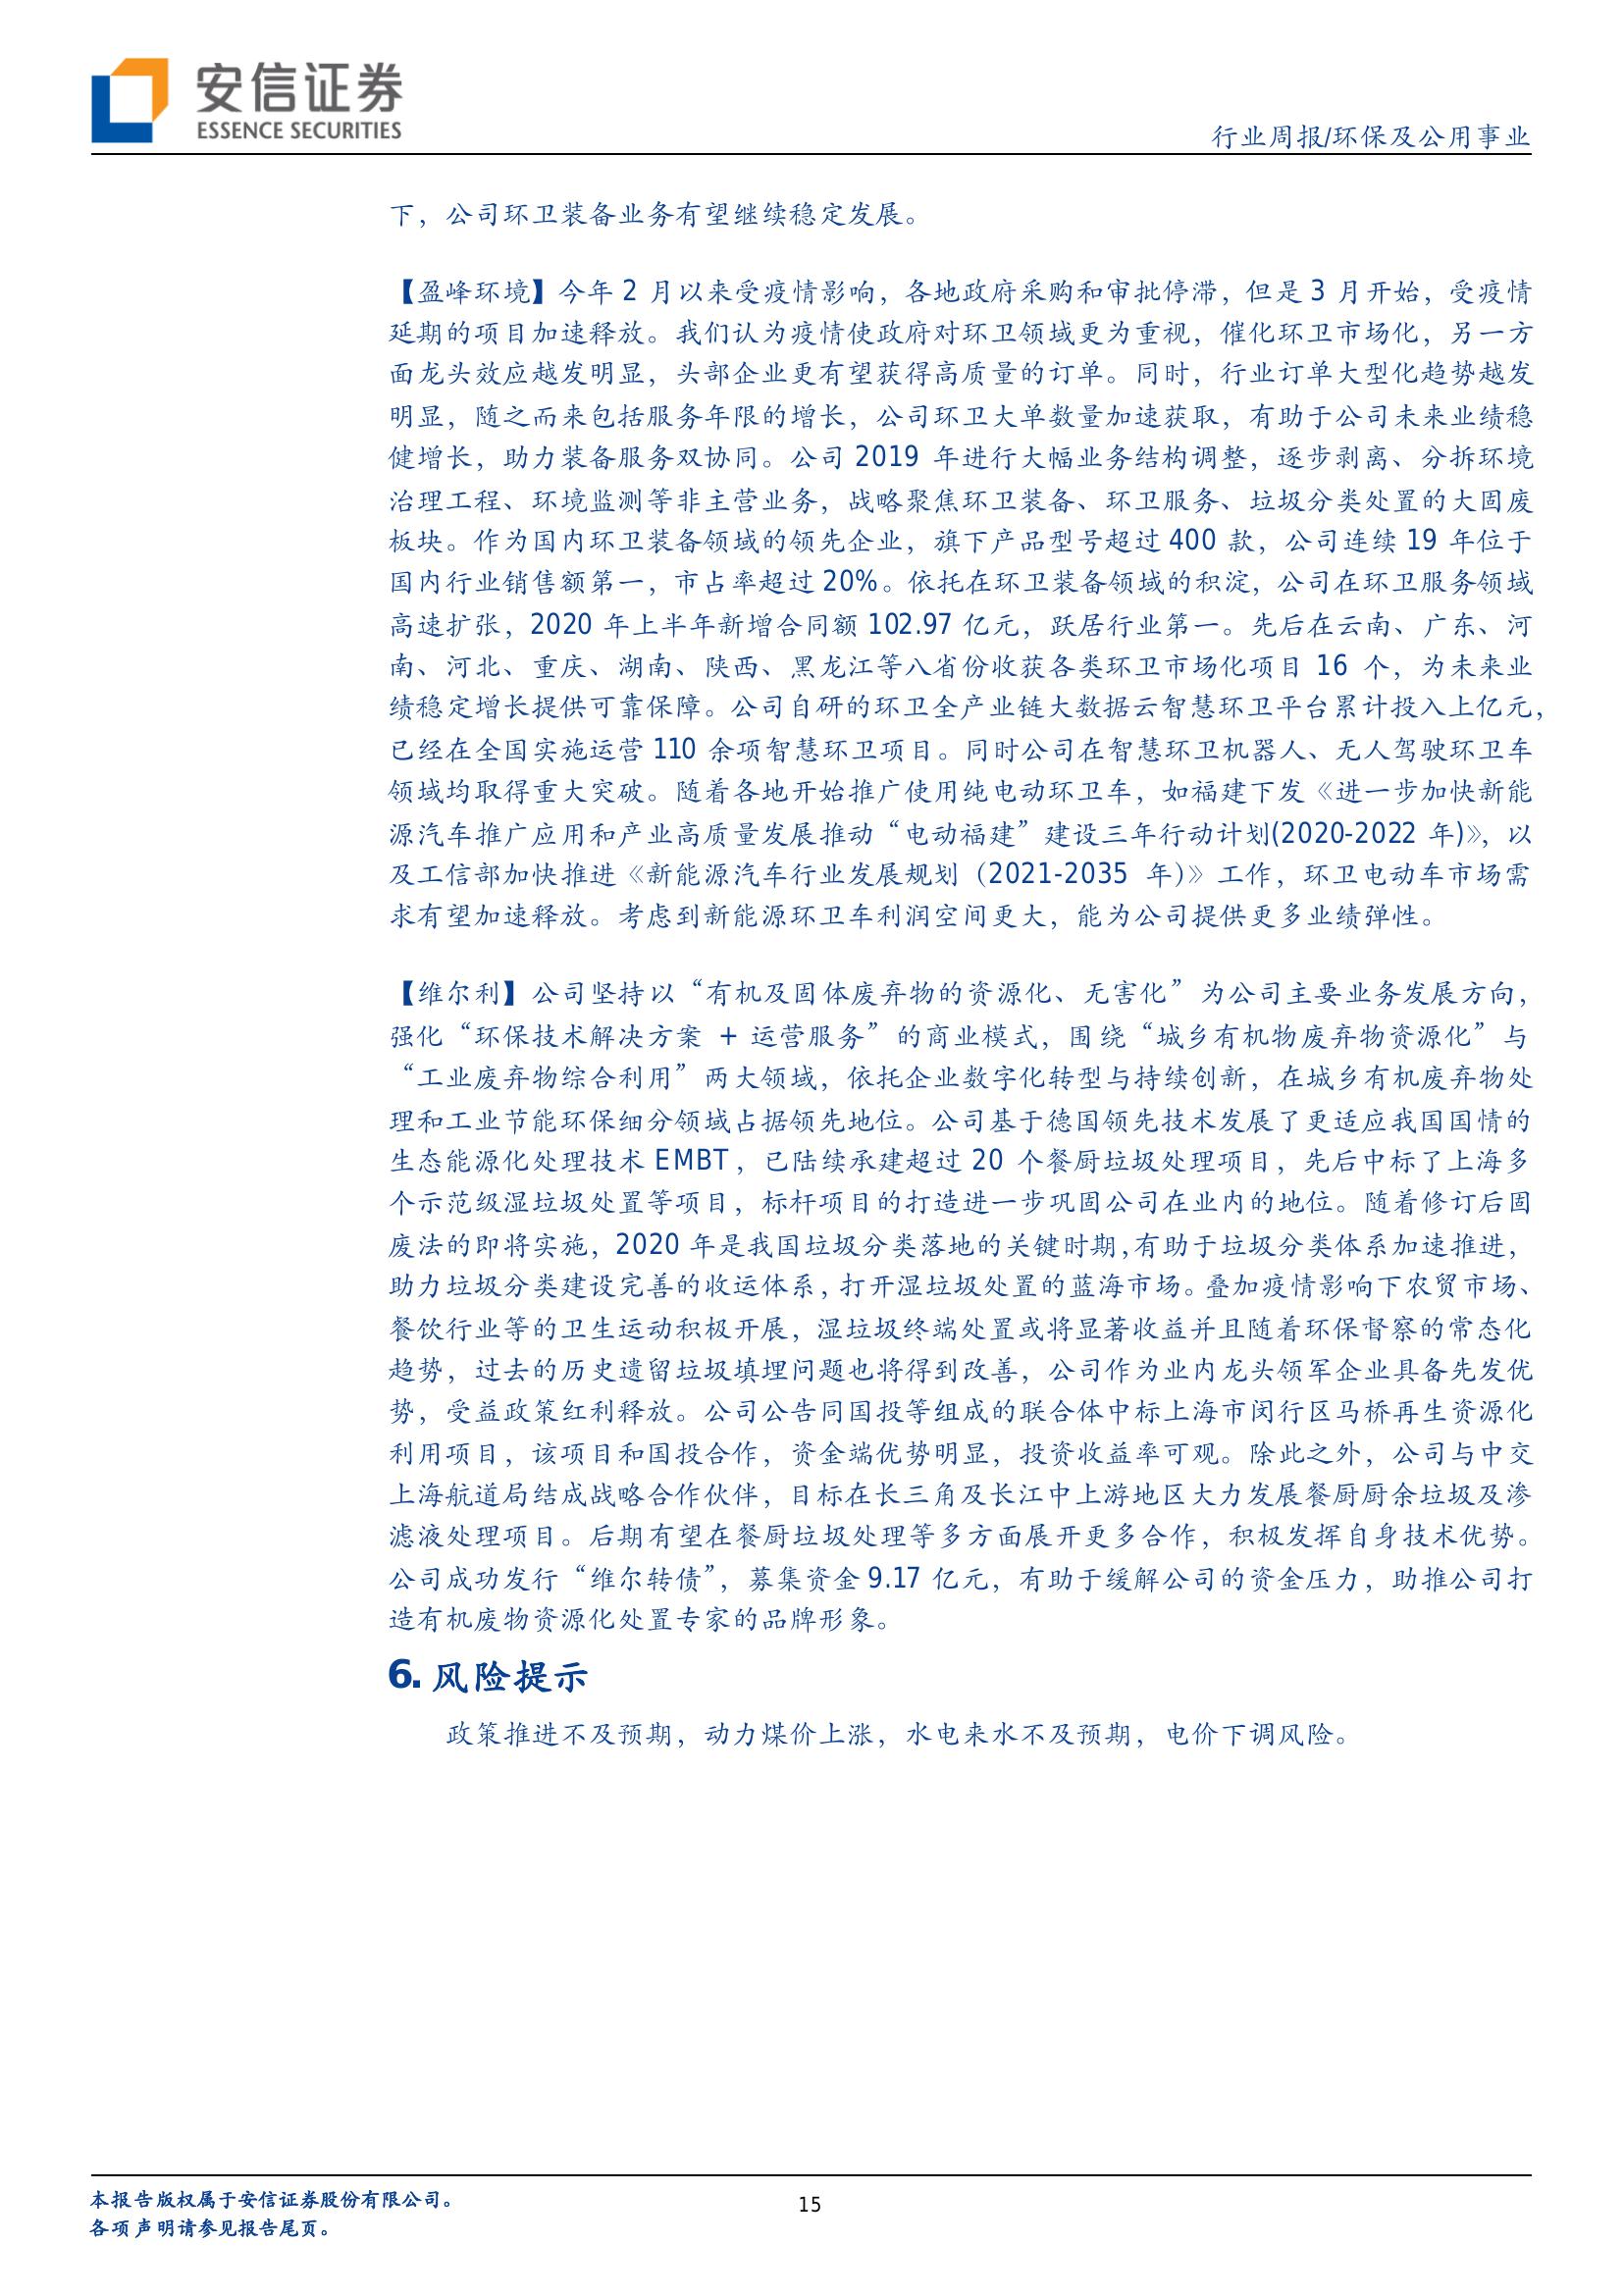 安信证券
ESSENCE SECURITIES
行业周报/环保及公用事业
下，公司环卫装备业务有望继续稳定发展。
【盈峰环境】今年 2 月以来受疫情影响，各地政府采购和审批停滞，但是 3 月开始，受疫情
延期的项目加速释放。我们认为疫情使政府对环卫领域更为重视，催化环卫市场化，另一方
面龙头效应越发明显，头部企业更有望获得高质量的订单。同时，行业订单大型化趋势越发
明显，随之而来包括服务年限的增长，公司环卫大单数量加速获取，有助于公司未来业绩稳
健增长，助力装备服务双协同。公司 2019 年进行大幅业务结构调整，逐步剥离、分拆环境
治理工程、环境监测等非主营业务，战略聚焦环卫装备、环卫服务、垃圾分类处置的大固废
板块。作为国内环卫装备领域的领先企业，旗下产品型号超过 400 款，公司连续 19 年位于
国内行业销售额第一，市占率超过 20%。依托在环卫装备领域的积淀，公司在环卫服务领域
高速扩张，2020 年上半年新增合同额 102.97 亿元，跃居行业第一。先后在云南、广东、河
南、河北、重庆、湖南、陕西、黑龙江等八省份收获各类环卫市场化项目 16 个，为未来业
绩稳定增长提供可靠保障。公司自研的环卫全产业链大数据云智慧环卫平台累计投入上亿元，
已经在全国实施运营 110 余项智慧环卫项目。同时公司在智慧环卫机器人、无人驾驶环卫车
领域均取得重大突破。随着各地开始推广使用纯电动环卫车，如福建下发《进一步加快新能
源汽车推广应用和产业高质量发展推动“电动福建”建设三年行动计划(2020-2022 年)》，以
及工信部加快推进《新能源汽车行业发展规划（2021-2035 年）》工作，环卫电动车市场需
求有望加速释放。考虑到新能源环卫车利润空间更大，能为公司提供更多业绩弹性。
【维尔利】公司坚持以“有机及固体废弃物的资源化、无害化”为公司主要业务发展方向，
强化“环保技术解决方案 + 运营服务”的商业模式，围绕“城乡有机物废弃物资源化”与
“工业废弃物综合利用”两大领域，依托企业数字化转型与持续创新，在城乡有机废弃物处
理和工业节能环保细分领域占据领先地位。公司基于德国领先技术发展了更适应我国国情的
生态能源化处理技术 EMBT，已陆续承建超过 20 个餐厨垃圾处理项目，先后中标了上海多
个示范级湿垃圾处置等项目，标杆项目的打造进一步巩固公司在业内的地位。随着修订后固
废法的即将实施，2020 年是我国垃圾分类落地的关键时期，有助于垃圾分类体系加速推进，
助力垃圾分类建设完善的收运体系，打开湿垃圾处置的蓝海市场。叠加疫情影响下农贸市场、
餐饮行业等的卫生运动积极开展，湿垃圾终端处置或将显著收益并且随着环保督察的常态化
趋势，过去的历史遗留垃圾填埋问题也将得到改善，公司作为业内龙头领军企业具备先发优
势，受益政策红利释放。公司公告同国投等组成的联合体中标上海市闵行区马桥再生资源化
利用项目，该项目和国投合作，资金端优势明显，投资收益率可观。除此之外，公司与中交
上海航道局结成战略合作伙伴，目标在长三角及长江中上游地区大力发展餐厨厨余垃圾及渗
滤液处理项目。后期有望在餐厨垃圾处理等多方面展开更多合作，积极发挥自身技术优势。
公司成功发行“维尔转债”，募集资金 9.17 亿元，有助于缓解公司的资金压力，助推公司打
造有机废物资源化处置专家的品牌形象。
6. 风险提示
政策推进不及预期，动力煤价上涨，水电来水不及预期，电价下调风险。
本报告版权属于安信证券股份有限公司。
各项声明请参见报告尾页。
15